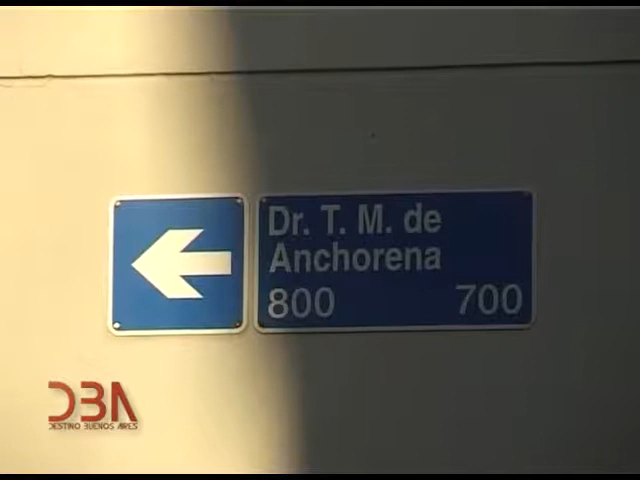 Dr. T. M. de
Anchorena
800 700
DBA
DESTINO BUENOS AIRES